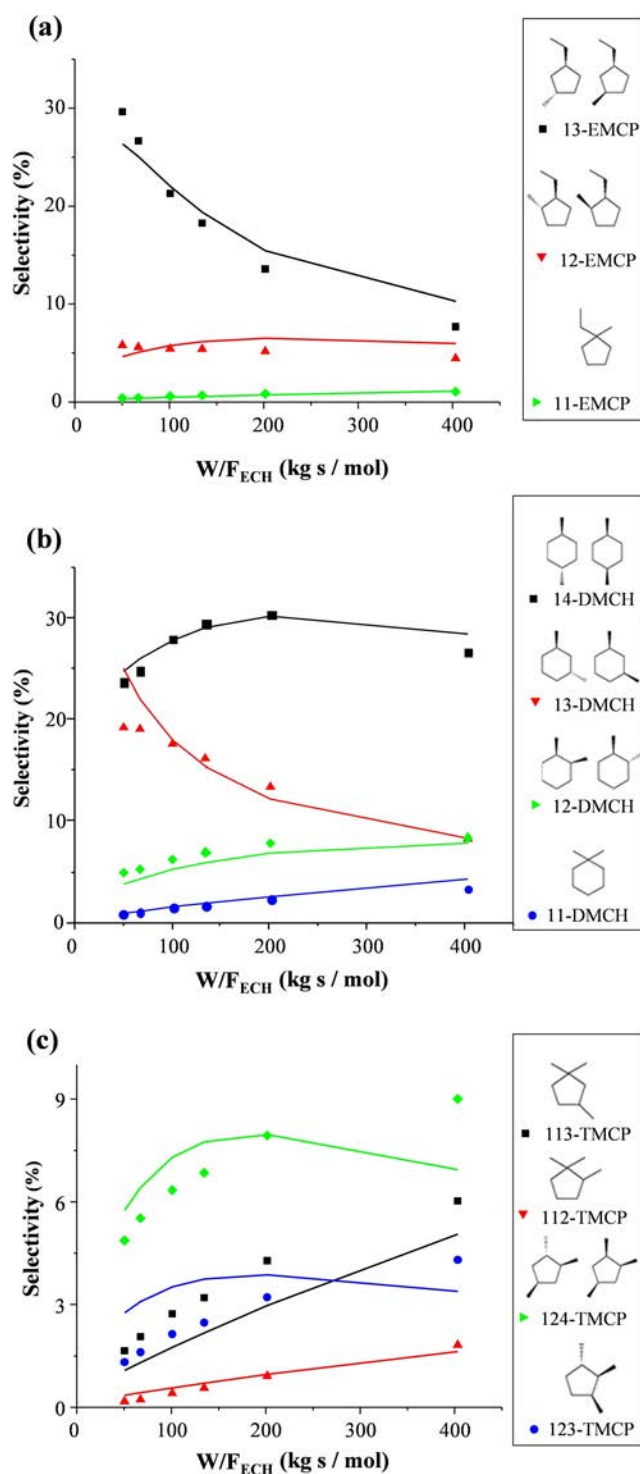 (a)
30
20
10
0
Selectivity (%)
0
100
200
300
400
W/F_ECH (kg s / mol)
13-EMCP
12-EMCP
11-EMCP
(b)
30
20
10
0
Selectivity (%)
0
100
200
300
400
W/F_ECH (kg s / mol)
14-DMCH
13-DMCH
12-DMCH
11-DMCH
(c)
9
6
3
0
Selectivity (%)
0
100
200
300
400
W/F_ECH (kg s / mol)
113-TMCP
112-TMCP
124-TMCP
123-TMCP